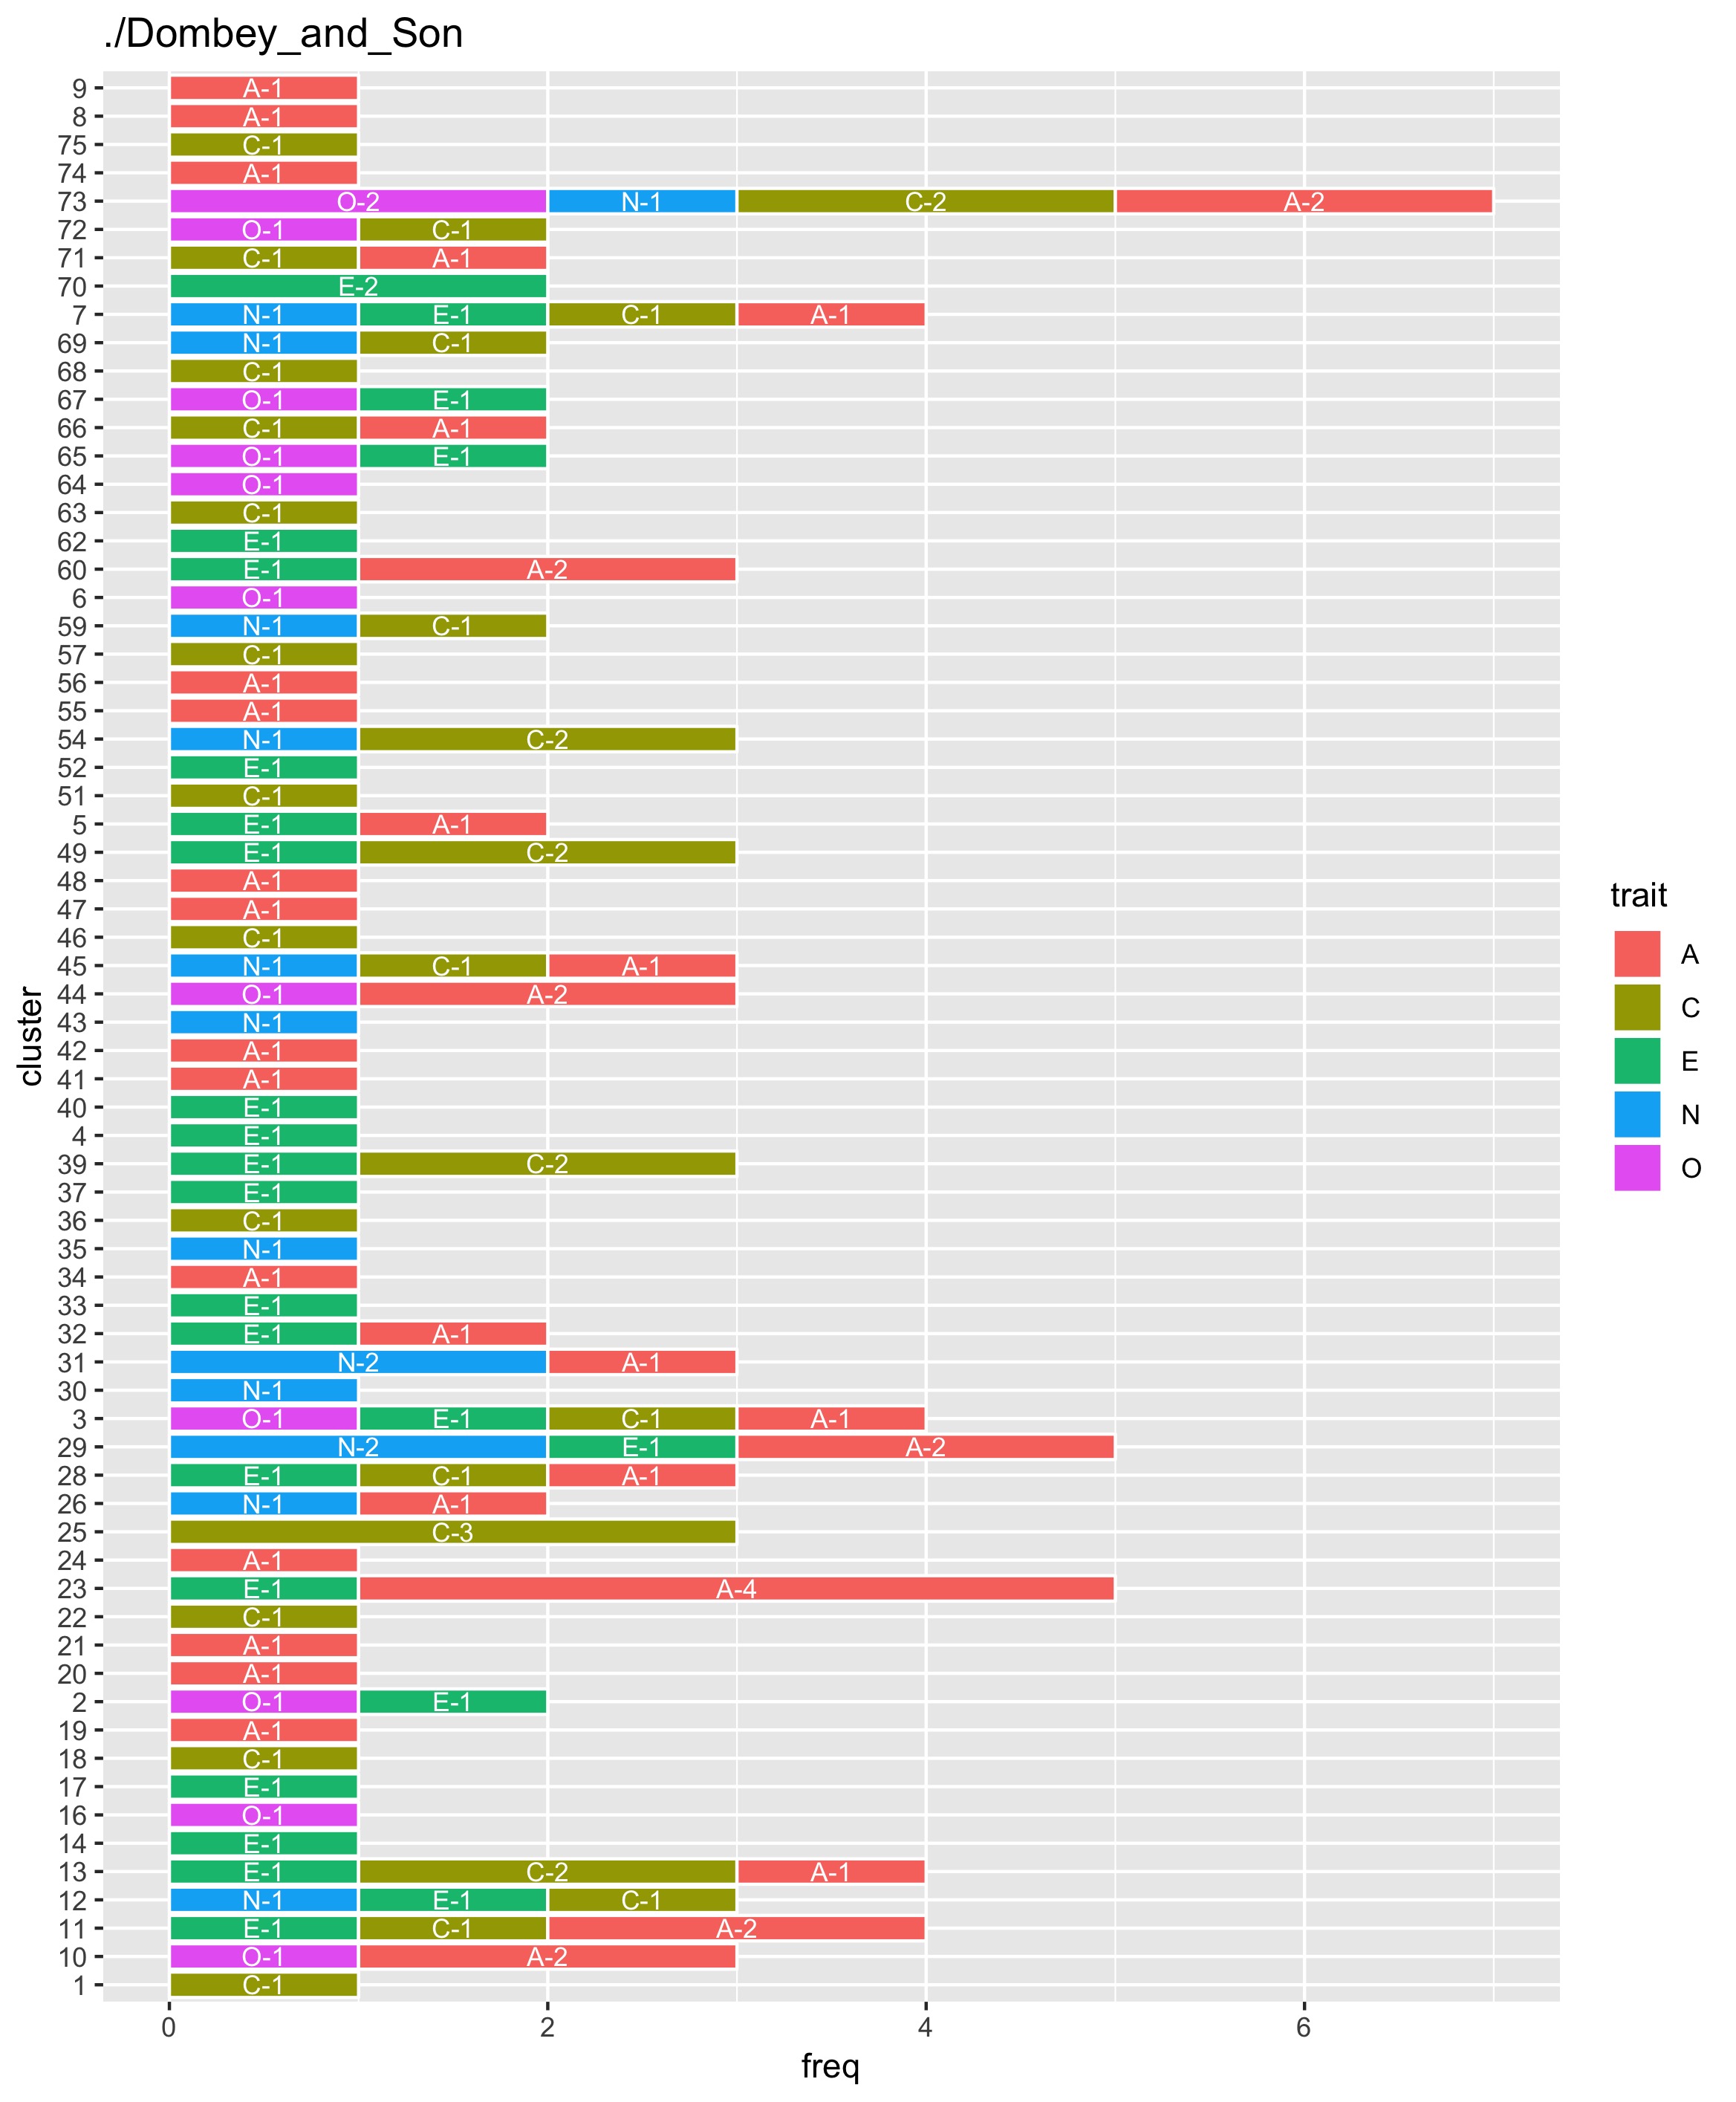 ./Dombey_and_Son
9 A-1
8 A-1
75 C-1
74 A-1
73 O-2 N-1 C-2 A-2
72 O-1 C-1
71 C-1 A-1
70 E-2
7 N-1 E-1 C-1 A-1
69 N-1 C-1
68 C-1
67 O-1 E-1
66 C-1 A-1
65 O-1 E-1
64 O-1
63 C-1
62 E-1
60 E-1 A-2
6 O-1
59 N-1 C-1
57 C-1
56 A-1
55 A-1
54 N-1 C-2
52 E-1
51 C-1
5 E-1 A-1
49 E-1 C-2
48 A-1
47 A-1
46 C-1
45 N-1 C-1 A-1
44 O-1 A-2
43 N-1
42 A-1
41 A-1
40 E-1
4 E-1
39 E-1 C-2
37 E-1
36 C-1
35 N-1
34 A-1
33 E-1
32 E-1 A-1
31 N-2 A-1
30 N-1
3 O-1 E-1 C-1 A-1
29 N-2 E-1 A-2
28 E-1 C-1 A-1
26 N-1 A-1
25 C-3
24 A-1
23 E-1 A-4
22 C-1
21 A-1
20 A-1
2 O-1 E-1
19 A-1
18 C-1
17 E-1
16 O-1
14 E-1
13 E-1 C-2 A-1
12 N-1 E-1 C-1
11 E-1 C-1 A-2
10 O-1 A-2
1 C-1
0 2 4 6
freq
cluster
trait
A
C
E
N
O